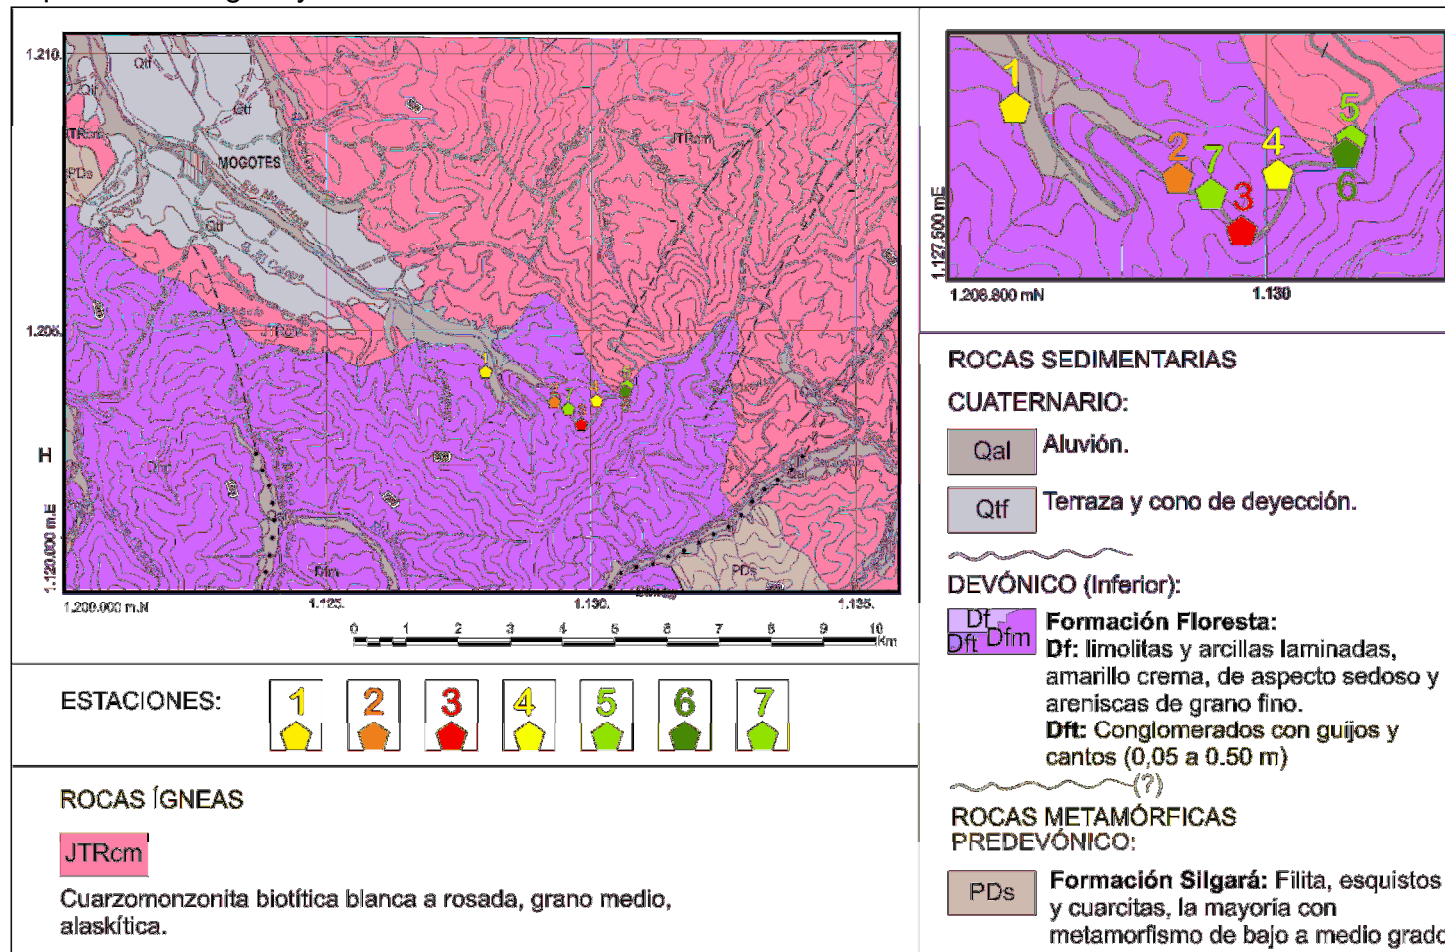 1.210.
Qtf
Qtf
JTRcm
MOGOTES
PDs
Qtf
1.205.
H
Dfm
PDs
1.120.000 m.E
1.200.000 m.N
1.125.
1.130.
1.135.
0 1 2 3 4 5 6 7 8 9 10
Km
1
2
7
3
4
5
6
1.127.500 mE
1.208.800 mN
1.130
ESTACIONES:
1 2 3 4 5 6 7
ROCAS ÍGNEAS
JTRcm
Cuarzomonzonita biotítica blanca a rosada, grano medio,
alaskítica.
ROCAS SEDIMENTARIAS
CUATERNARIO:
Qal Aluvión.
Qtf Terraza y cono de deyección.
DEVÓNICO (Inferior):
Df Dft Dfm
Formación Floresta:
Df: limolitas y arcillas laminadas,
amarillo crema, de aspecto sedoso y
areniscas de grano fino.
Dft: Conglomerados con guijos y
cantos (0,05 a 0.50 m)
(?)
ROCAS METAMÓRFICAS
PREDEVÓNICO:
PDs Formación Silgará: Filita, esquistos
y cuarcitas, la mayoría con
metamorfismo de bajo a medio grado